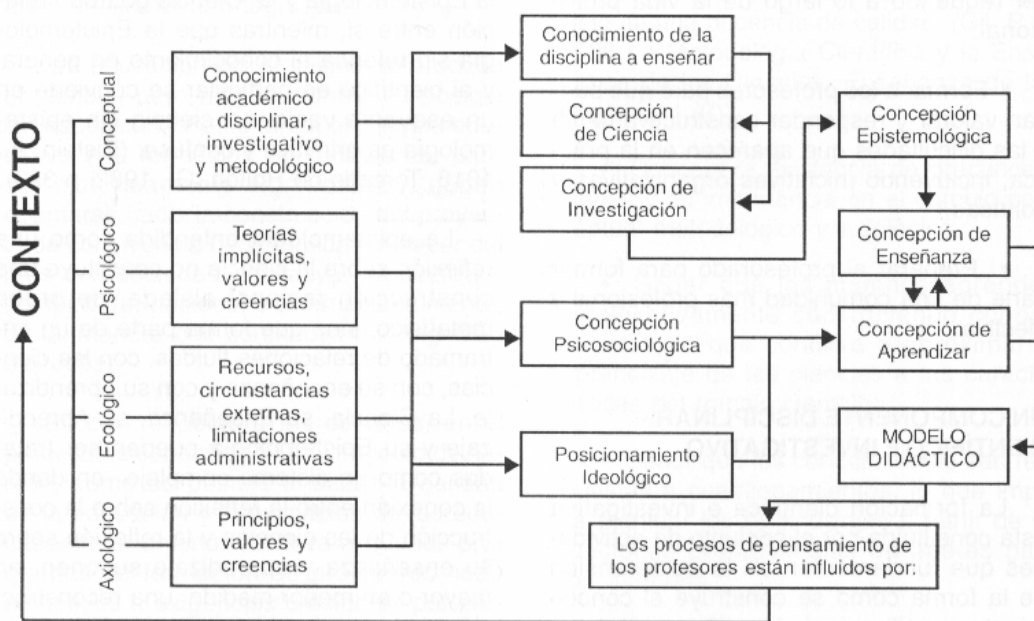 CONTEXTO
Conceptual
Conocimiento
académico
disciplinar,
investigativo
y metodológico
Psicológico
Teorías
implícitas,
valores y
creencias
Ecológico
Recursos,
circunstancias
externas,
limitaciones
administrativas
Axiológico
Principios,
valores y
creencias
Conocimiento de la
disciplina a enseñar
Concepción
de Ciencia
Concepción de
Investigación
Concepción
Psicosociológica
Posicionamiento
Ideológico
Concepción
Epistemológica
Concepción de
Enseñanza
Concepción de
Aprendizar
MODELO
DIDÁCTICO
Los procesos de pensamiento de
los profesores están influidos por: